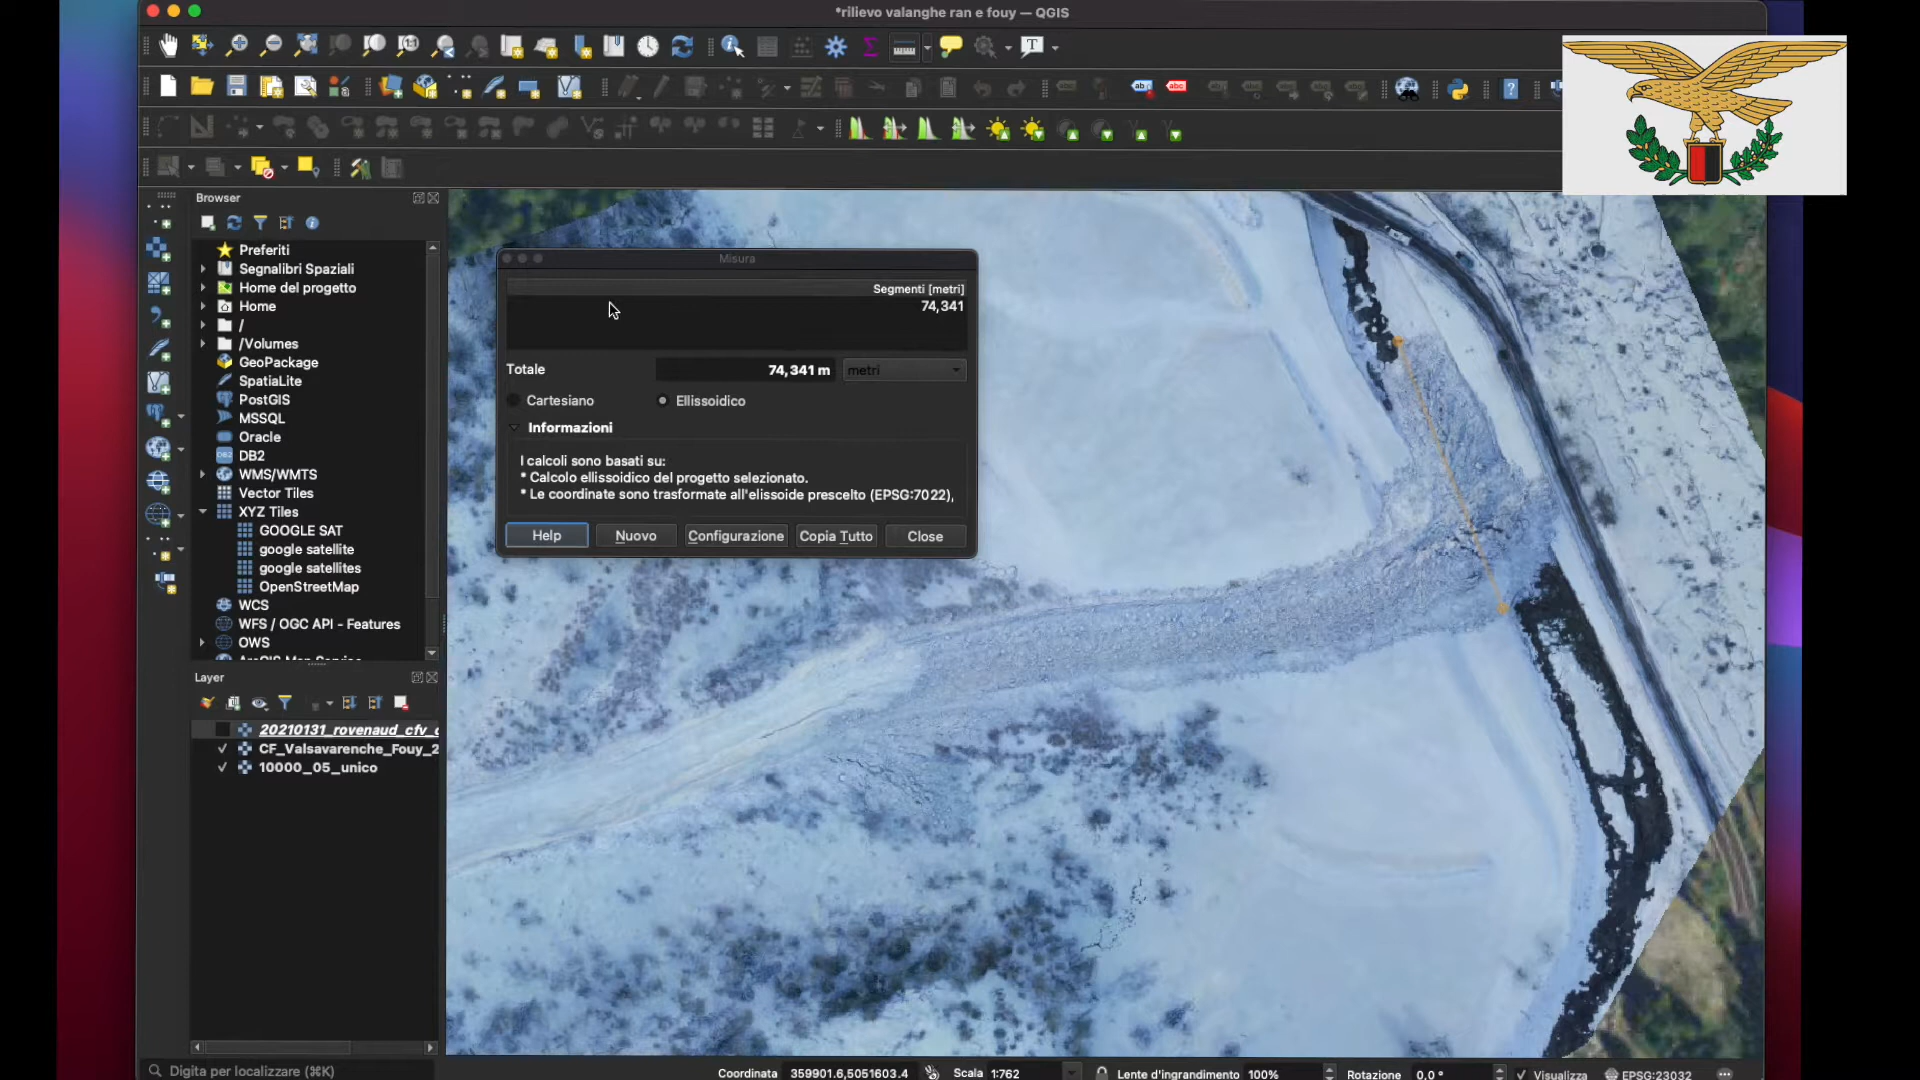 *rilievo valanghe ran e fouy — QGIS
Browser
Preferiti
Segnalibri Spaziali
Home del progetto
Home
/
/Volumes
GeoPackage
SpatiaLite
PostGIS
MSSQL
Oracle
DB2
WMS/WMTS
Vector Tiles
XYZ Tiles
GOOGLE SAT
google satellite
google satellites
OpenStreetMap
WCS
WFS / OGC API - Features
OWS
Layer
20210131_rovenaud_cfv_
CF_Valsavarenche_Fouy_2
10000_05_unico
Misura
Segmenti [metri]
74,341
Totale
74,341 m
metri
Cartesiano
Ellissoidico
Informazioni
I calcoli sono basati su:
* Calcolo ellissoidico del progetto selezionato.
* Le coordinate sono trasformate all'elissoide prescelto (EPSG:7022),
Help
Nuovo
Configurazione
Copia Tutto
Close
Digita per localizzare (⌘K)
Coordinata 359901.6,5051603.4
Scala 1:762
Lente d'ingrandimento 100%
Rotazione 0,0 °
Visualizza
EPSG:23032